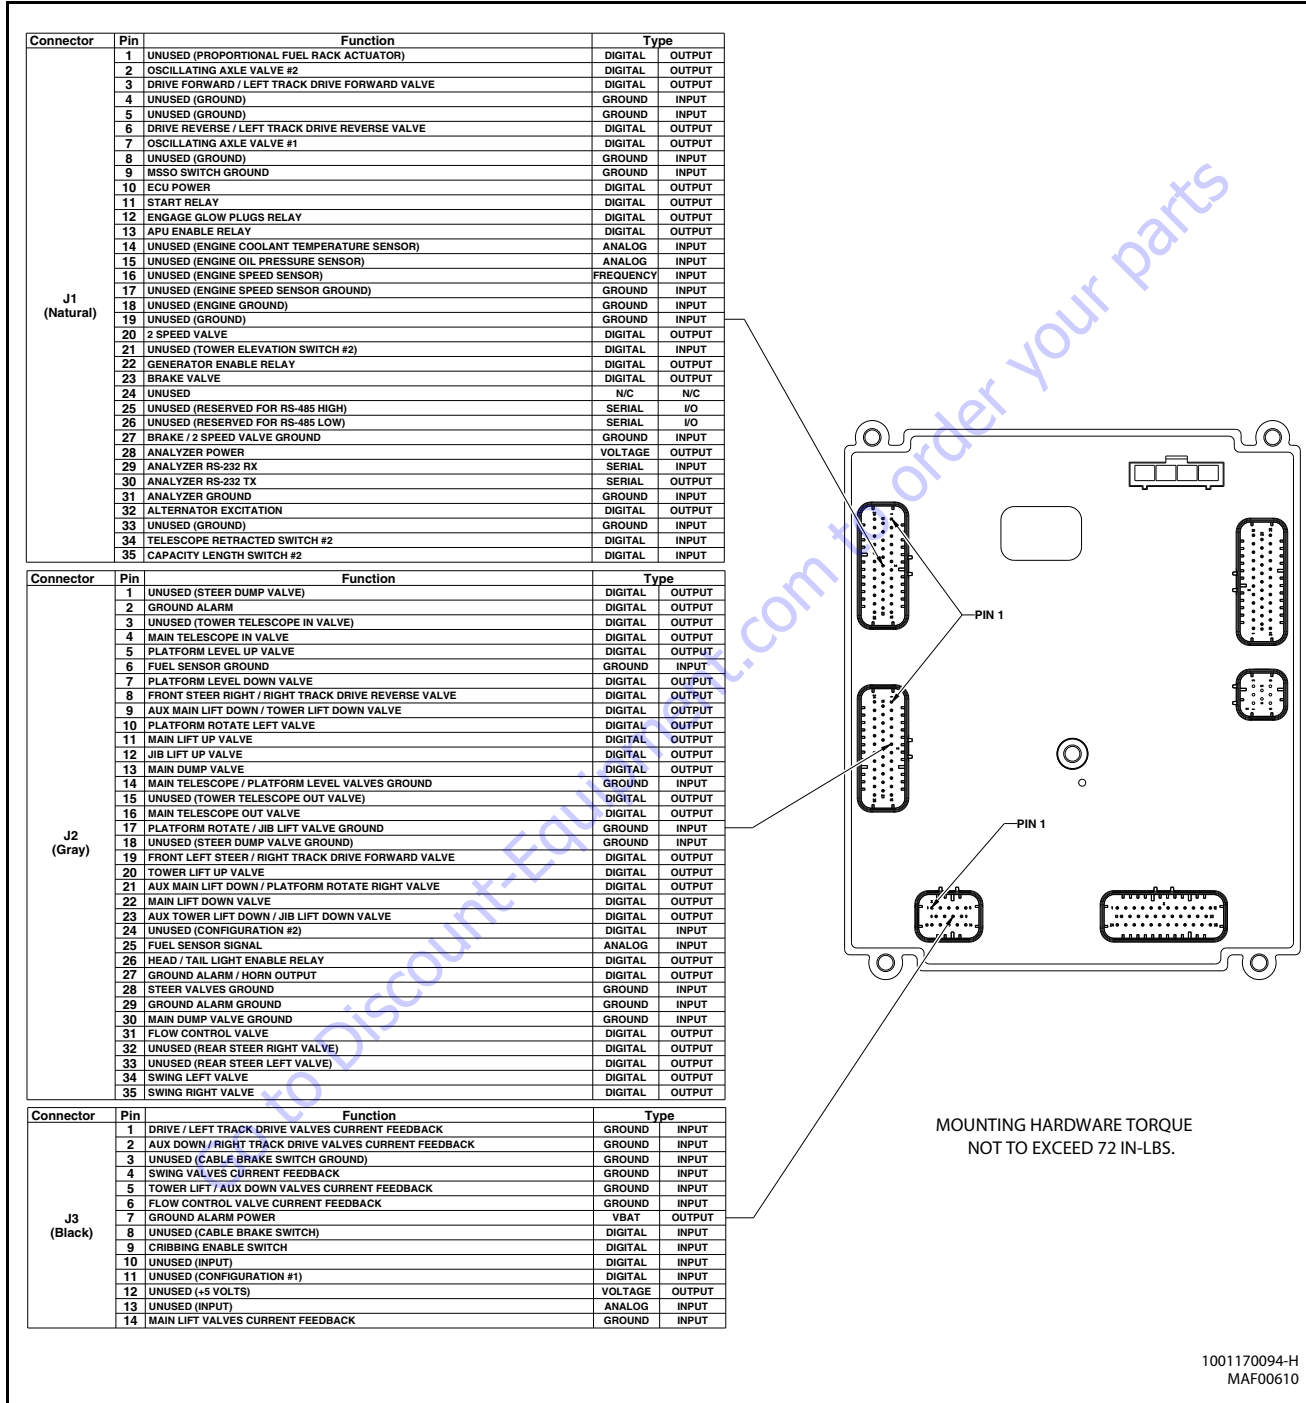 Connector Pin Function Type
1 UNUSED (PROPORTIONAL FUEL RACK ACTUATOR) DIGITAL OUTPUT
2 OSCILLATING AXLE VALVE #2 DIGITAL OUTPUT
3 DRIVE FORWARD / LEFT TRACK DRIVE FORWARD VALVE DIGITAL OUTPUT
4 UNUSED (GROUND) GROUND INPUT
5 UNUSED (GROUND) GROUND INPUT
6 DRIVE REVERSE / LEFT TRACK DRIVE REVERSE VALVE DIGITAL OUTPUT
7 OSCILLATING AXLE VALVE #1 DIGITAL OUTPUT
8 UNUSED (GROUND) GROUND INPUT
9 MSSO SWITCH GROUND GROUND INPUT
10 ECU POWER DIGITAL OUTPUT
11 START RELAY DIGITAL OUTPUT
12 ENGAGE GLOW PLUGS RELAY DIGITAL OUTPUT
13 APU ENABLE RELAY DIGITAL OUTPUT
14 UNUSED (ENGINE COOLANT TEMPERATURE SENSOR) ANALOG INPUT
15 UNUSED (ENGINE OIL PRESSURE SENSOR) ANALOG INPUT
16 UNUSED (ENGINE SPEED SENSOR) FREQUENCY INPUT
17 UNUSED (ENGINE SPEED SENSOR GROUND) GROUND INPUT
J1
(Natural)
18 UNUSED (ENGINE GROUND) GROUND INPUT
19 UNUSED (GROUND) GROUND INPUT
20 2 SPEED VALVE DIGITAL OUTPUT
21 UNUSED (TOWER ELEVATION SWITCH #2) DIGITAL INPUT
22 GENERATOR ENABLE RELAY DIGITAL OUTPUT
23 BRAKE VALVE DIGITAL OUTPUT
24 UNUSED N/C N/C
25 UNUSED (RESERVED FOR RS-485 HIGH) SERIAL I/O
26 UNUSED (RESERVED FOR RS-485 LOW) SERIAL I/O
27 BRAKE / 2 SPEED VALVE GROUND GROUND INPUT
28 ANALYZER POWER VOLTAGE OUTPUT
29 ANALYZER RS-232 RX SERIAL INPUT
30 ANALYZER RS-232 TX SERIAL OUTPUT
31 ANALYZER GROUND GROUND INPUT
32 ALTERNATOR EXCITATION DIGITAL OUTPUT
33 UNUSED (GROUND) GROUND INPUT
34 TELESCOPE RETRACTED SWITCH #2 DIGITAL INPUT
35 CAPACITY LENGTH SWITCH #2 DIGITAL INPUT
Connector Pin Function Type
1 UNUSED (STEER DUMP VALVE) DIGITAL OUTPUT
2 GROUND ALARM DIGITAL OUTPUT
3 UNUSED (TOWER TELESCOPE IN VALVE) DIGITAL OUTPUT
4 MAIN TELESCOPE IN VALVE DIGITAL OUTPUT
5 PLATFORM LEVEL UP VALVE DIGITAL OUTPUT
6 FUEL SENSOR GROUND GROUND INPUT
7 PLATFORM LEVEL DOWN VALVE DIGITAL OUTPUT
8 FRONT STEER RIGHT / RIGHT TRACK DRIVE REVERSE VALVE DIGITAL OUTPUT
9 AUX MAIN LIFT DOWN / TOWER LIFT DOWN VALVE DIGITAL OUTPUT
10 PLATFORM ROTATE LEFT VALVE DIGITAL OUTPUT
11 MAIN LIFT UP VALVE DIGITAL OUTPUT
12 JIB LIFT UP VALVE DIGITAL OUTPUT
13 MAIN DUMP VALVE DIGITAL OUTPUT
14 MAIN TELESCOPE / PLATFORM LEVEL VALVES GROUND GROUND INPUT
15 UNUSED (TOWER TELESCOPE OUT VALVE) DIGITAL OUTPUT
16 MAIN TELESCOPE OUT VALVE DIGITAL OUTPUT
17 PLATFORM ROTATE / JIB LIFT VALVE GROUND GROUND INPUT
J2
(Gray)
18 UNUSED (STEER DUMP VALVE GROUND) GROUND INPUT
19 FRONT LEFT STEER / RIGHT TRACK DRIVE FORWARD VALVE DIGITAL OUTPUT
20 TOWER LIFT UP VALVE DIGITAL OUTPUT
21 AUX MAIN LIFT DOWN / PLATFORM ROTATE RIGHT VALVE DIGITAL OUTPUT
22 MAIN LIFT DOWN VALVE DIGITAL OUTPUT
23 AUX TOWER LIFT DOWN / JIB LIFT DOWN VALVE DIGITAL OUTPUT
24 UNUSED (CONFIGURATION #2) DIGITAL INPUT
25 FUEL SENSOR SIGNAL ANALOG INPUT
26 HEAD / TAIL LIGHT ENABLE RELAY DIGITAL OUTPUT
27 GROUND ALARM / HORN OUTPUT DIGITAL OUTPUT
28 STEER VALVES GROUND GROUND INPUT
29 GROUND ALARM GROUND GROUND INPUT
30 MAIN DUMP VALVE GROUND GROUND INPUT
31 FLOW CONTROL VALVE DIGITAL OUTPUT
32 UNUSED (REAR STEER RIGHT VALVE) DIGITAL OUTPUT
33 UNUSED (REAR STEER LEFT VALVE) DIGITAL OUTPUT
34 SWING LEFT VALVE DIGITAL OUTPUT
35 SWING RIGHT VALVE DIGITAL OUTPUT
Connector Pin Function Type
1 DRIVE / LEFT TRACK DRIVE VALVES CURRENT FEEDBACK GROUND INPUT
2 AUX DOWN / RIGHT TRACK DRIVE VALVES CURRENT FEEDBACK GROUND INPUT
3 UNUSED (CABLE BRAKE SWITCH GROUND) GROUND INPUT
4 SWING VALVES CURRENT FEEDBACK GROUND INPUT
5 TOWER LIFT / AUX DOWN VALVES CURRENT FEEDBACK GROUND INPUT
6 FLOW CONTROL VALVE CURRENT FEEDBACK GROUND INPUT
J3
(Black)
7 GROUND ALARM POWER VBAT OUTPUT
8 UNUSED (CABLE BRAKE SWITCH) DIGITAL INPUT
9 CRIBBING ENABLE SWITCH DIGITAL INPUT
10 UNUSED (INPUT) DIGITAL INPUT
11 UNUSED (CONFIGURATION #1) DIGITAL INPUT
12 UNUSED (+5 VOLTS) VOLTAGE OUTPUT
13 UNUSED (INPUT) ANALOG INPUT
14 MAIN LIFT VALVES CURRENT FEEDBACK GROUND INPUT
PIN 1
PIN 1
MOUNTING HARDWARE TORQUE
NOT TO EXCEED 72 IN-LBS.
1001170094-H
MAF00610
Go to Discount-Equipment.com to order your parts